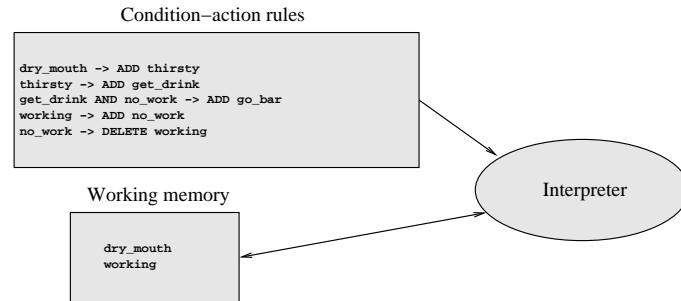 Condition−action rules
dry_mouth -> ADD thirsty
thirsty -> ADD get_drink
get_drink AND no_work -> ADD go_bar
working -> ADD no_work
no_work -> DELETE working
Interpreter
Working memory
dry_mouth
working